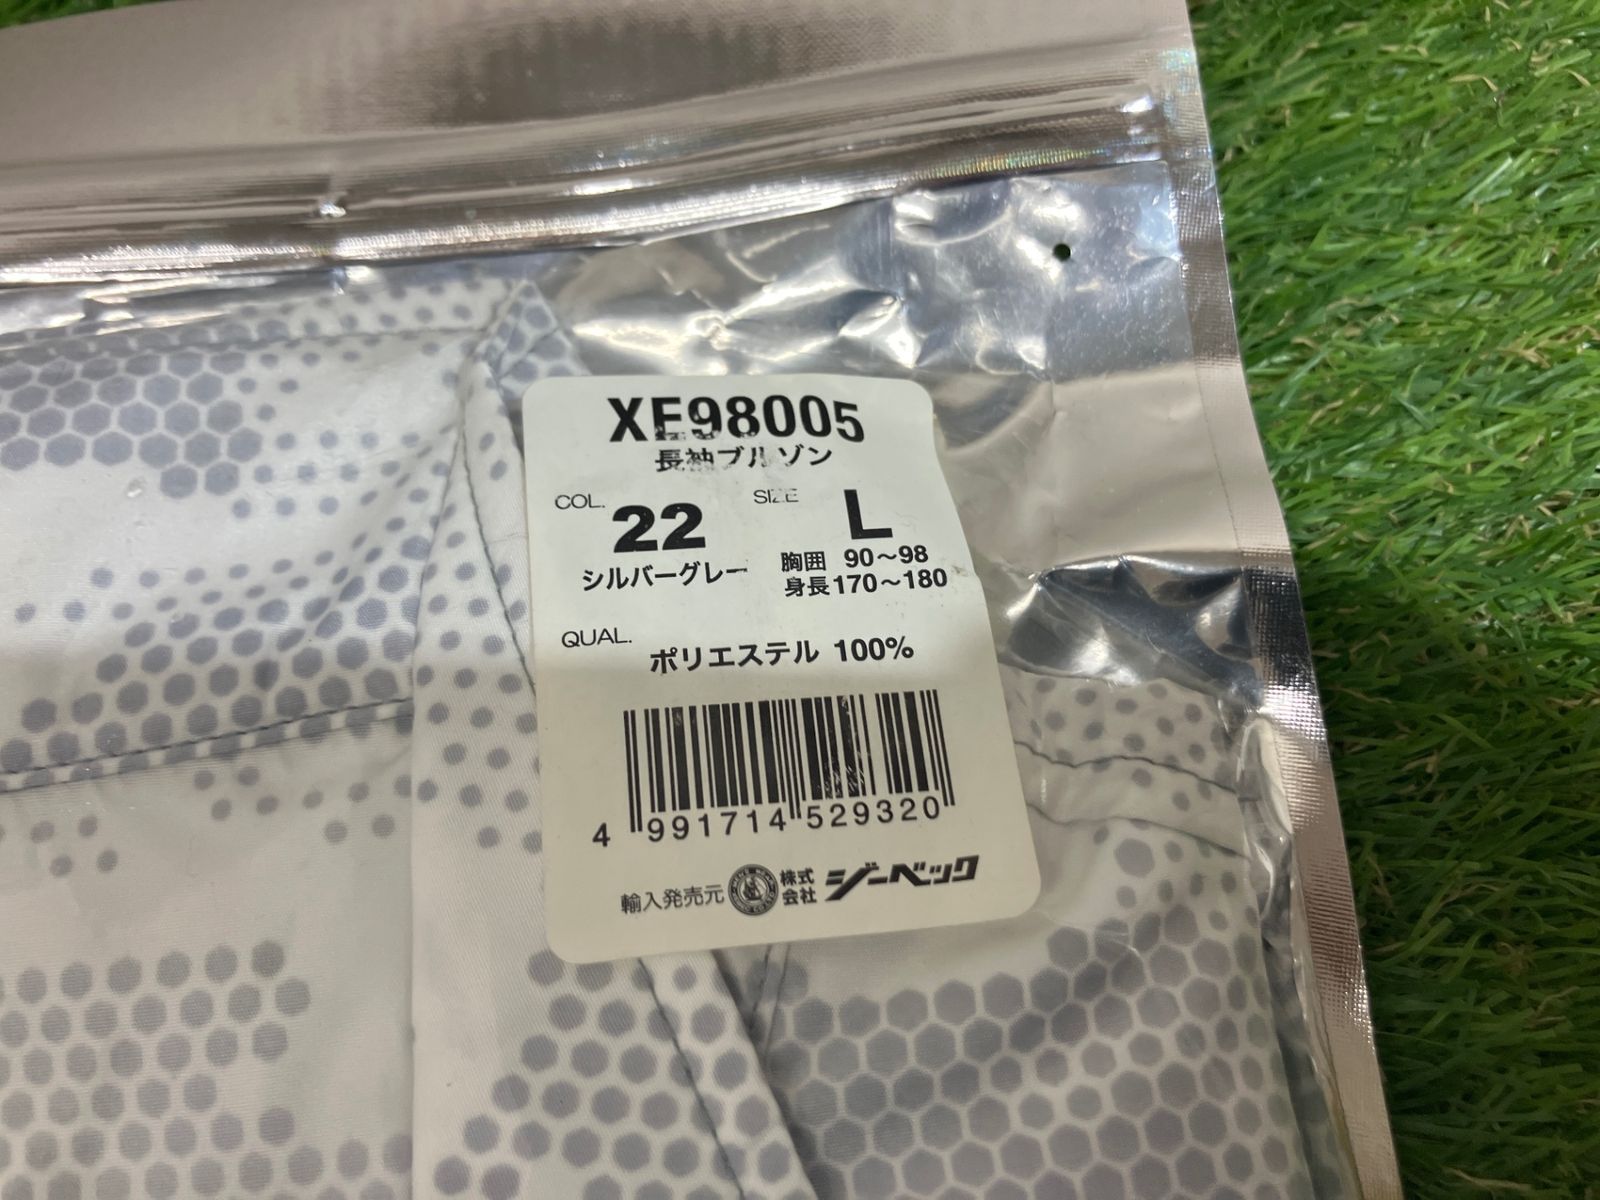 XE98005
長袖ブルゾン
COL. 22 SIZE L
シルバーグレー
胸囲 90～98
身長170～180
QUAL.
ポリエステル 100%
4 991714 529320
輸入発売元 株式会社 ジーベック